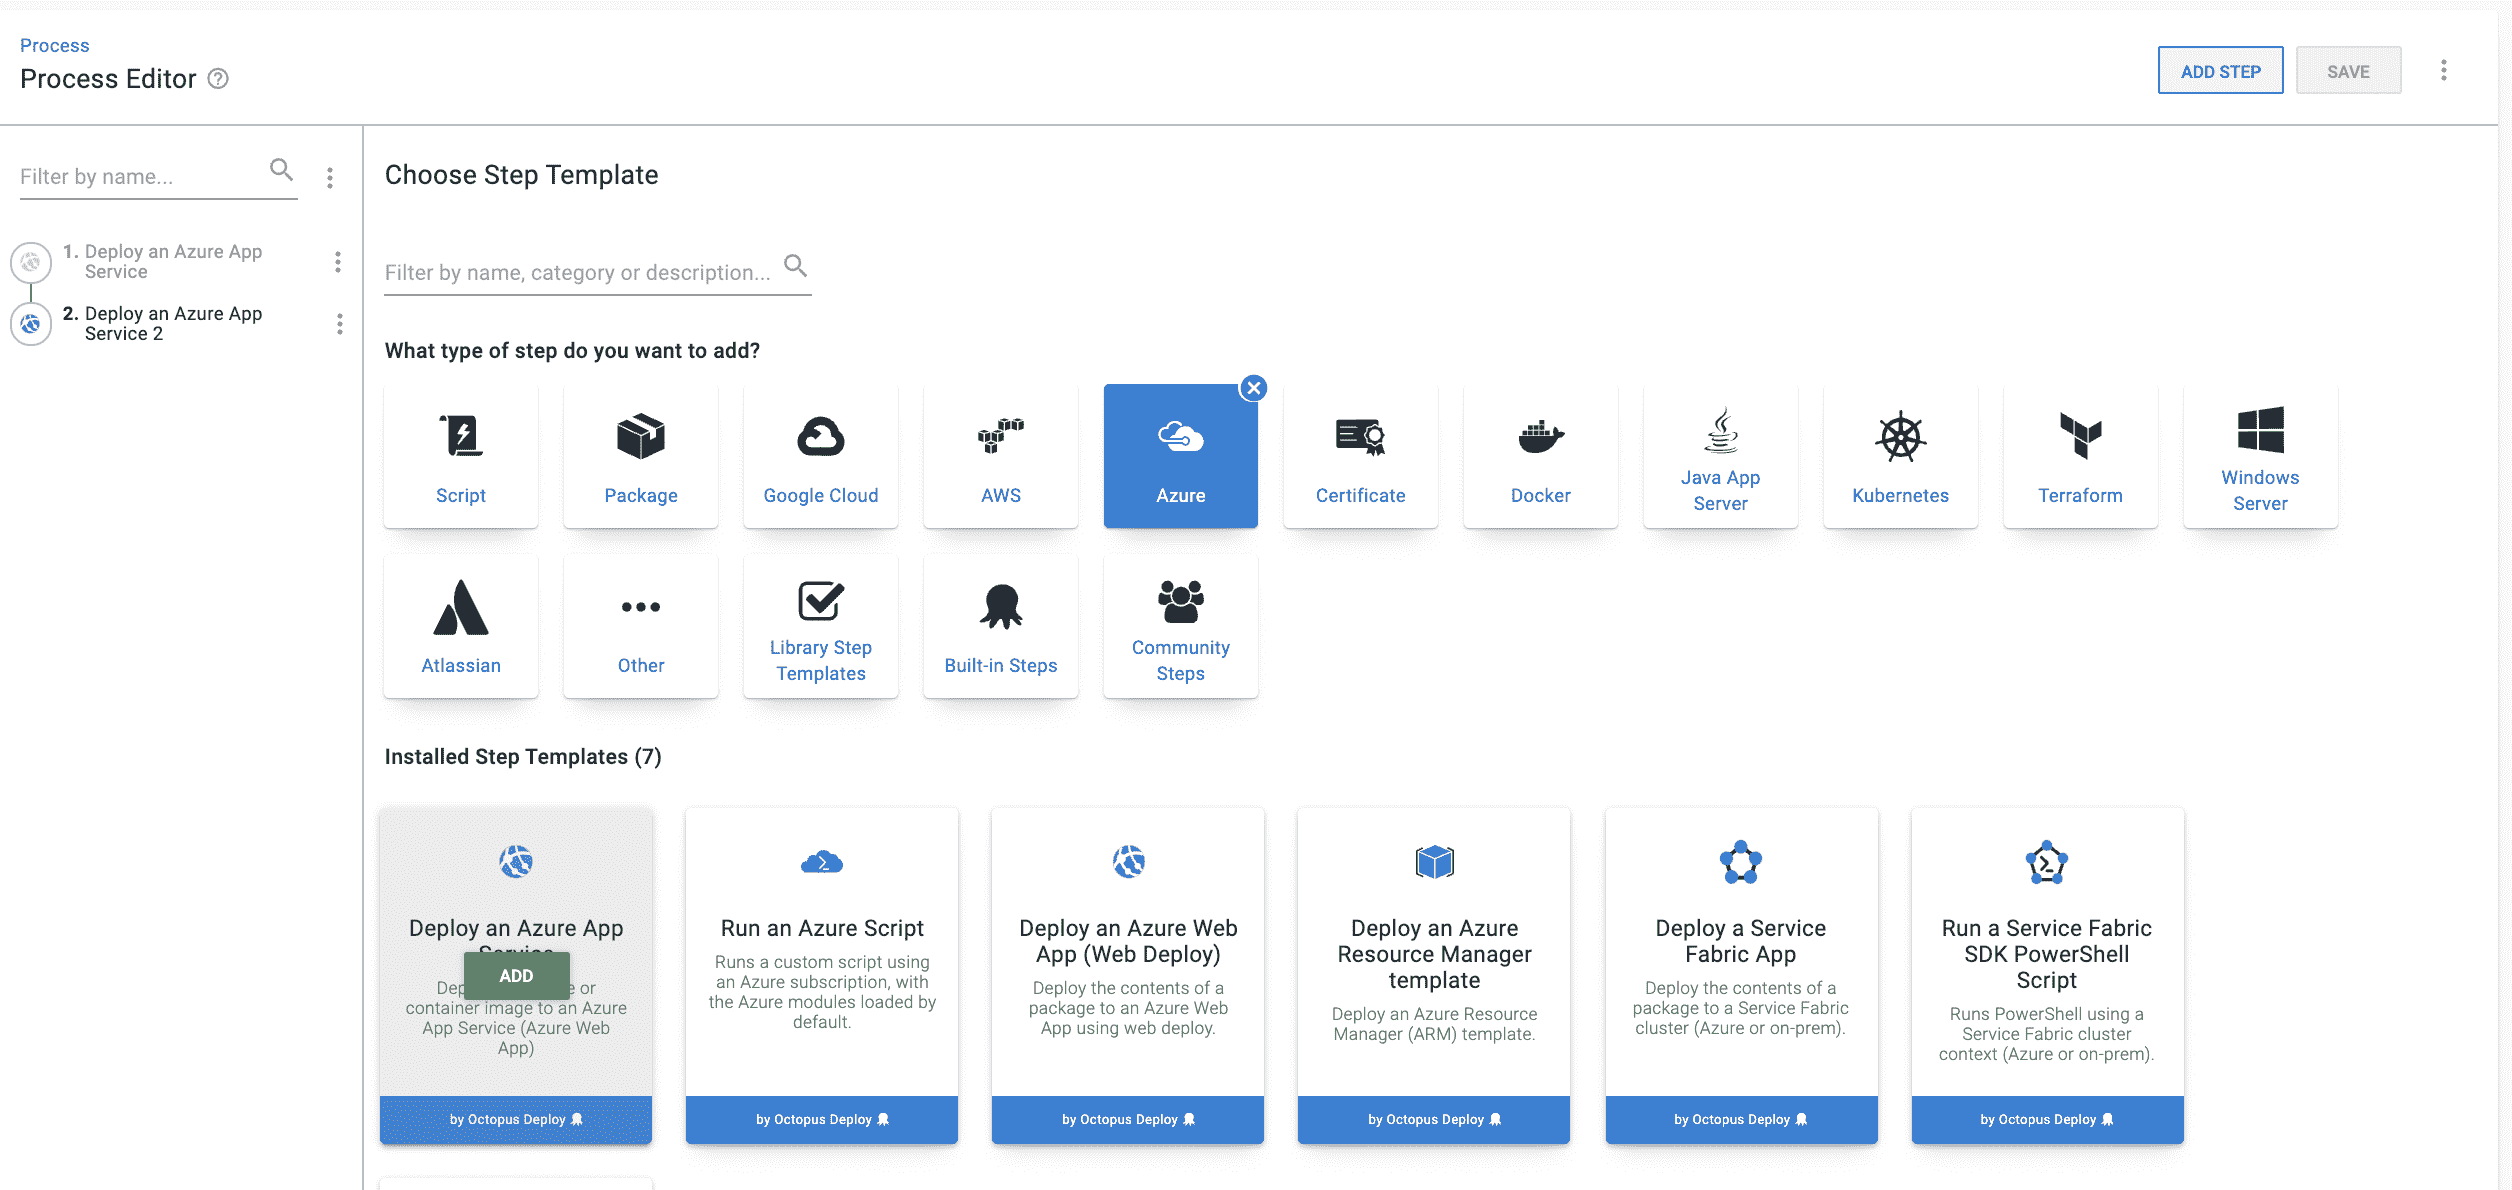 Process
Process Editor
ADD STEP
SAVE
Filter by name...
1. Deploy an Azure App
Service
2. Deploy an Azure App
Service 2
Choose Step Template
Filter by name, category or description...
What type of step do you want to add?
Script
Package
Google Cloud
AWS
Azure
Certificate
Docker
Java App
Server
Kubernetes
Terraform
Windows
Server
Atlassian
Other
Library Step
Templates
Built-in Steps
Community
Steps
Installed Step Templates (7)
Deploy an Azure App
Service
ADD
or
container image to an Azure
App Service (Azure Web
App)
by Octopus Deploy
Run an Azure Script
Runs a custom script using
an Azure subscription, with
the Azure modules loaded by
default.
by Octopus Deploy
Deploy an Azure Web
App (Web Deploy)
Deploy the contents of a
package to an Azure Web
App using web deploy.
by Octopus Deploy
Deploy an Azure
Resource Manager
template
Deploy an Azure Resource
Manager (ARM) template.
by Octopus Deploy
Deploy a Service
Fabric App
Deploy the contents of a
package to a Service Fabric
cluster (Azure or on-prem).
by Octopus Deploy
Run a Service Fabric
SDK PowerShell
Script
Runs PowerShell using a
Service Fabric cluster
context (Azure or on-prem).
by Octopus Deploy